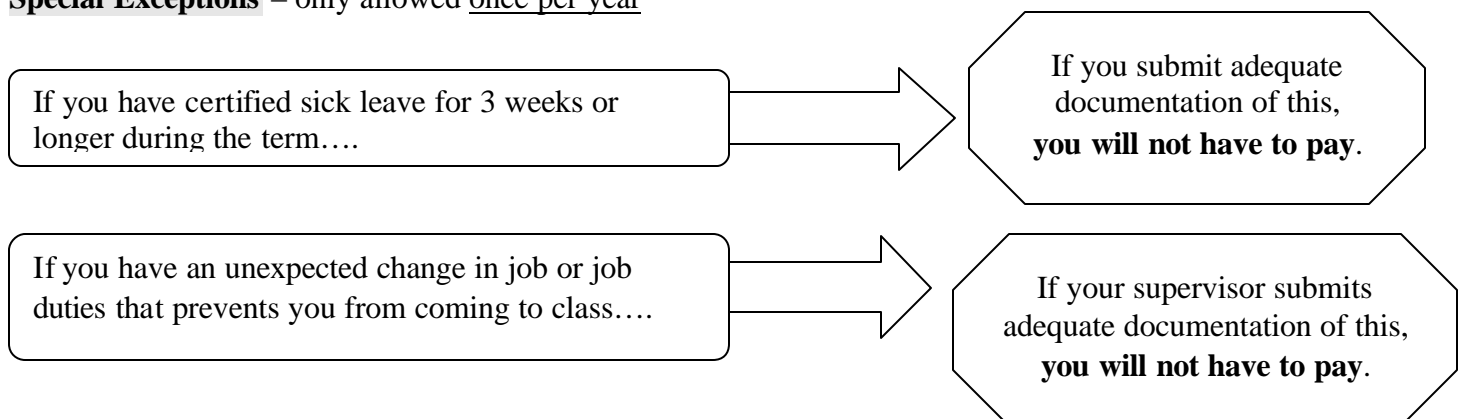 Special Exceptions – only allowed once per year
If you have certified sick leave for 3 weeks or
longer during the term….
If you submit adequate
documentation of this,
you will not have to pay.
If you have an unexpected change in job or job
duties that prevents you from coming to class….
If your supervisor submits
adequate documentation of this,
you will not have to pay.